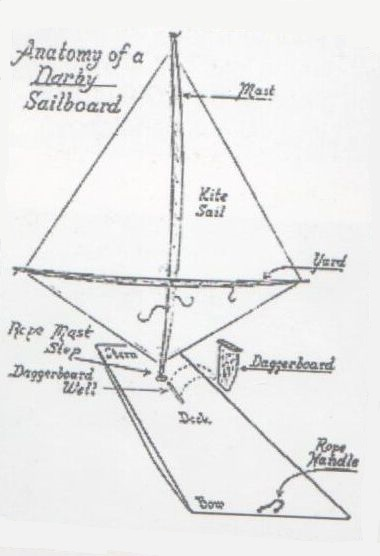 Anatomy of a
Darby
Sailboard
Mast
Kite
Sail
Yard
Rope Mast
Step
Stern
Daggerboard
Well
Daggerboard
Deck
Rope
Handle
Bow